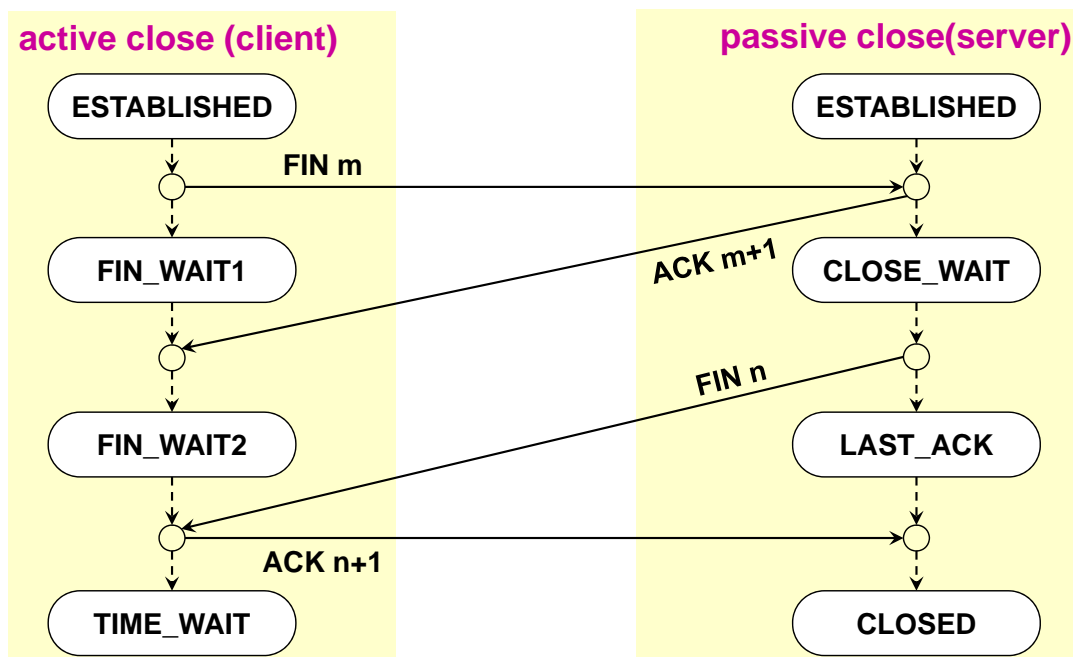 active close (client)
passive close(server)
ESTABLISHED
ESTABLISHED
FIN m
FIN_WAIT1
ACK m+1
CLOSE_WAIT
FIN n
FIN_WAIT2
LAST_ACK
ACK n+1
TIME_WAIT
CLOSED